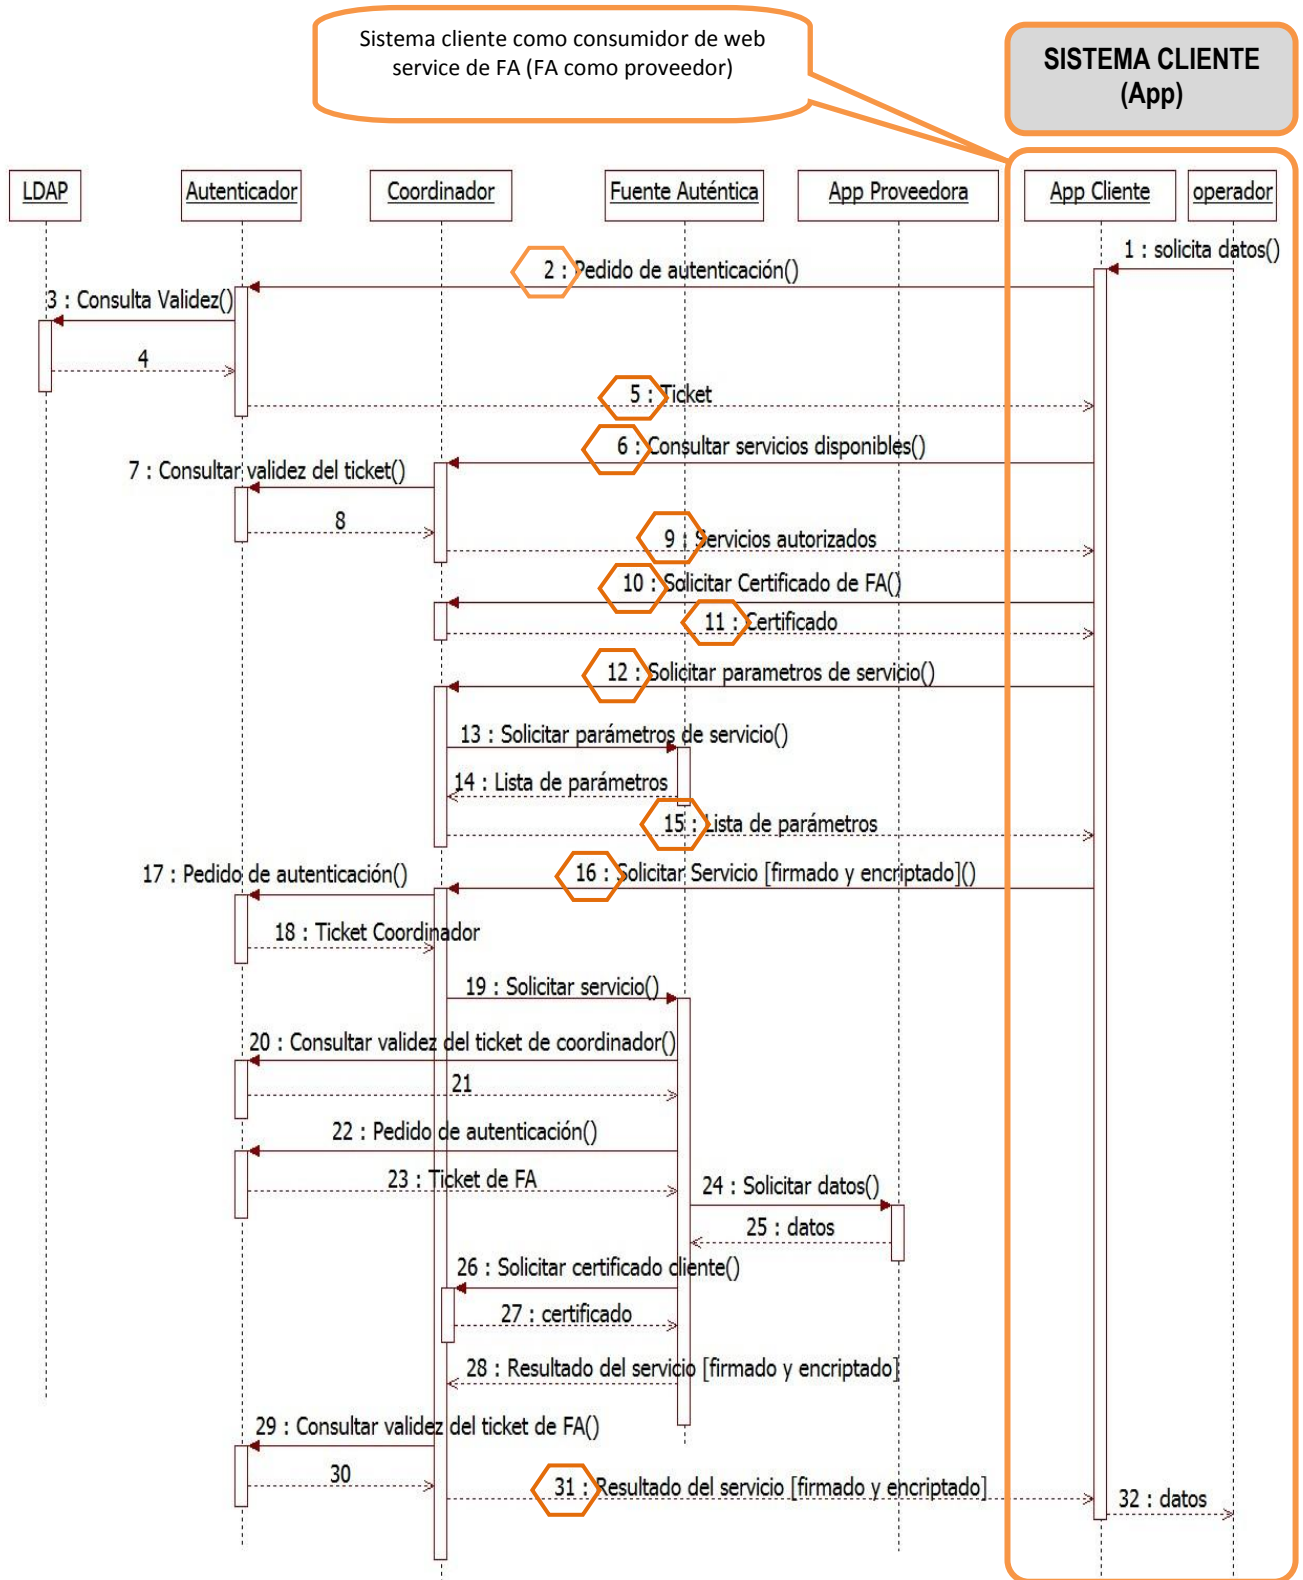 Sistema cliente como consumidor de web
service de FA (FA como proveedor)
SISTEMA CLIENTE
(App)
LDAP
Autenticador
Coordinador
Fuente Auténtica
App Proveedora
App Cliente
operador
1 : solicita datos()
2 : Pedido de autenticación()
3 : Consulta Validez()
4
5 : Ticket
6 : Consultar servicios disponibles()
7 : Consultar validez del ticket()
8
9 : Servicios autorizados
10 : Solicitar Certificado de FA()
11 : Certificado
12 : Solicitar parametros de servicio()
13 : Solicitar parámetros de servicio()
14 : Lista de parámetros
15 : Lista de parámetros
16 : Solicitar Servicio [firmado y encriptado]()
17 : Pedido de autenticación()
18 : Ticket Coordinador
19 : Solicitar servicio()
20 : Consultar validez del ticket de coordinador()
21
22 : Pedido de autenticación()
23 : Ticket de FA
24 : Solicitar datos()
25 : datos
26 : Solicitar certificado cliente()
27 : certificado
28 : Resultado del servicio [firmado y encriptado]
29 : Consultar validez del ticket de FA()
30
31 : Resultado del servicio [firmado y encriptado]
32 : datos